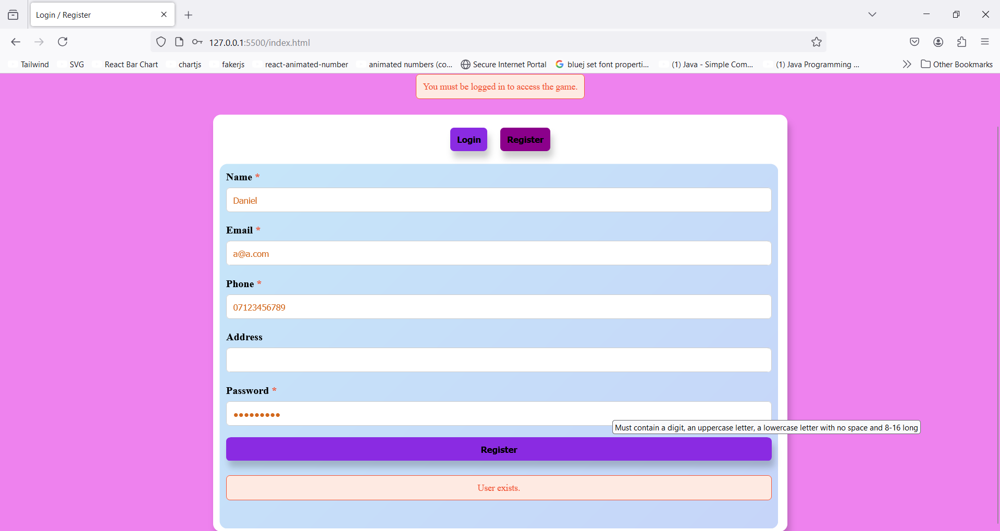 Login / Register
127.0.0.1:5500/index.html
Tailwind
SVG
React Bar Chart
chartjs
fakerjs
react-animated-number
animated numbers (co...
Secure Internet Portal
bluej set font properti...
(1) Java - Simple Com...
(1) Java Programming ...
Other Bookmarks
You must be logged in to access the game.
Login
Register
Name *
Daniel
Email *
a@a.com
Phone *
07123456789
Address
Password *
●●●●●●●●●
Must contain a digit, an uppercase letter, a lowercase letter with no space and 8-16 long
Register
User exists.